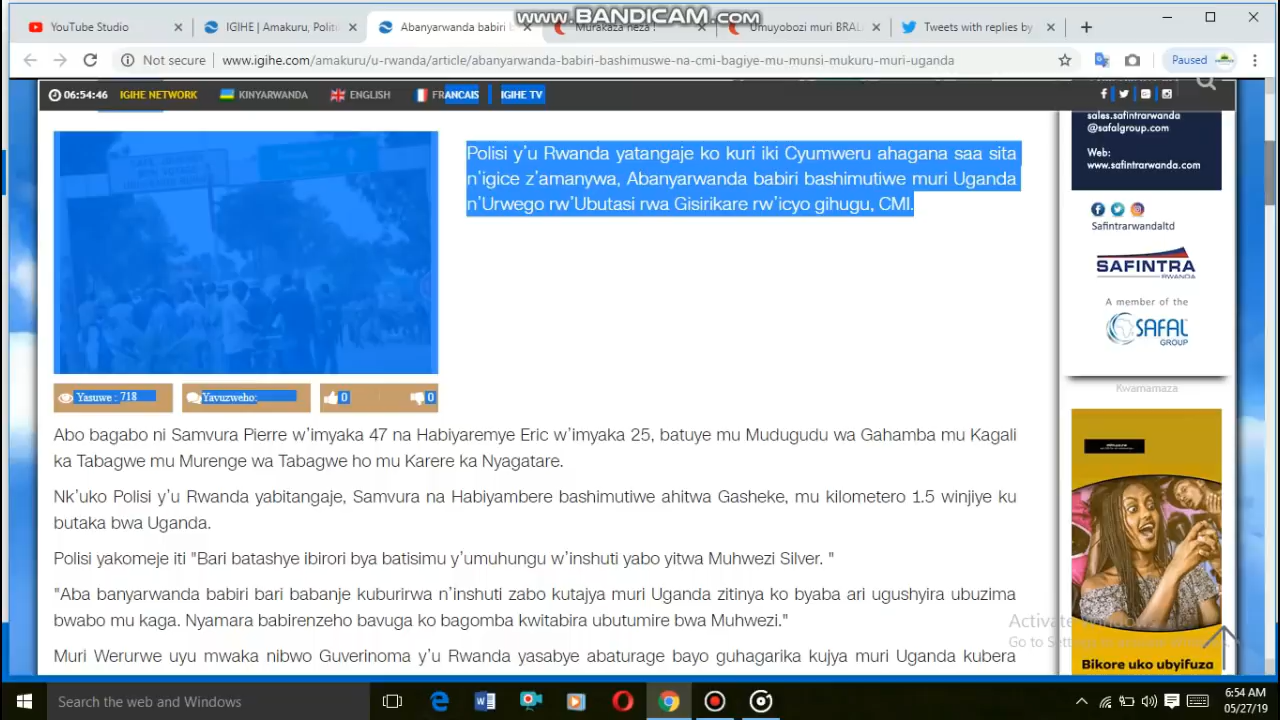 www.BANDICAM.com
YouTube Studio
IGIHE | Amakuru, Politi
Abanyarwanda babiri b
Murakaza neza !
Umuyobozi muri BRAL
Tweets with replies by
Not secure
www.igihe.com/amakuru/u-rwanda/article/abanyarwanda-babiri-bashimuswe-na-cmi-bagiye-mu-munsi-mukuru-muri-uganda
Paused
06:54:46
IGIHE NETWORK
KINYARWANDA
ENGLISH
FRANCAIS
IGIHE TV
Polisi y'u Rwanda yatangaje ko kuri iki Cyumweru ahagana saa sita
n'igice z'amanywa, Abanyarwanda babiri bashimutiwe muri Uganda
n'Urwego rw'Ubutasi rwa Gisirikare rw'icyo gihugu, CMI.
Yasuwe : 718
Yavuzweho:
0
0
Abo bagabo ni Samvura Pierre w'imyaka 47 na Habiyaremye Eric w'imyaka 25, batuye mu Mudugudu wa Gahamba mu Kagali
ka Tabagwe mu Murenge wa Tabagwe ho mu Karere ka Nyagatare.
Nk'uko Polisi y'u Rwanda yabitangaje, Samvura na Habiyambere bashimutiwe ahitwa Gasheke, mu kilometero 1.5 winjiye ku
butaka bwa Uganda.
Polisi yakomeje iti "Bari batashye ibirori bya batisimu y'umuhungu w'inshuti yabo yitwa Muhwezi Silver. "
"Aba banyarwanda babiri bari babanje kuburirwa n'inshuti zabo kutajya muri Uganda zitinya ko byaba ari ugushyira ubuzima
bwabo mu kaga. Nyamara babirenzeho bavuga ko bagomba kwitabira ubutumire bwa Muhwezi."
Muri Werurwe uyu mwaka nibwo Guverinoma y'u Rwanda yasabye abaturage bayo guhagarika kujya muri Uganda kubera
sales.safintrarwanda
@safalgroup.com
Web:
www.safintrarwanda.com
Safintrarwandaltd
SAFINTRA
RWANDA
A member of the
SAFAL
GROUP
Kwamamaza
Bikore uko ubyifuza
Search the web and Windows
6:54 AM
05/27/19